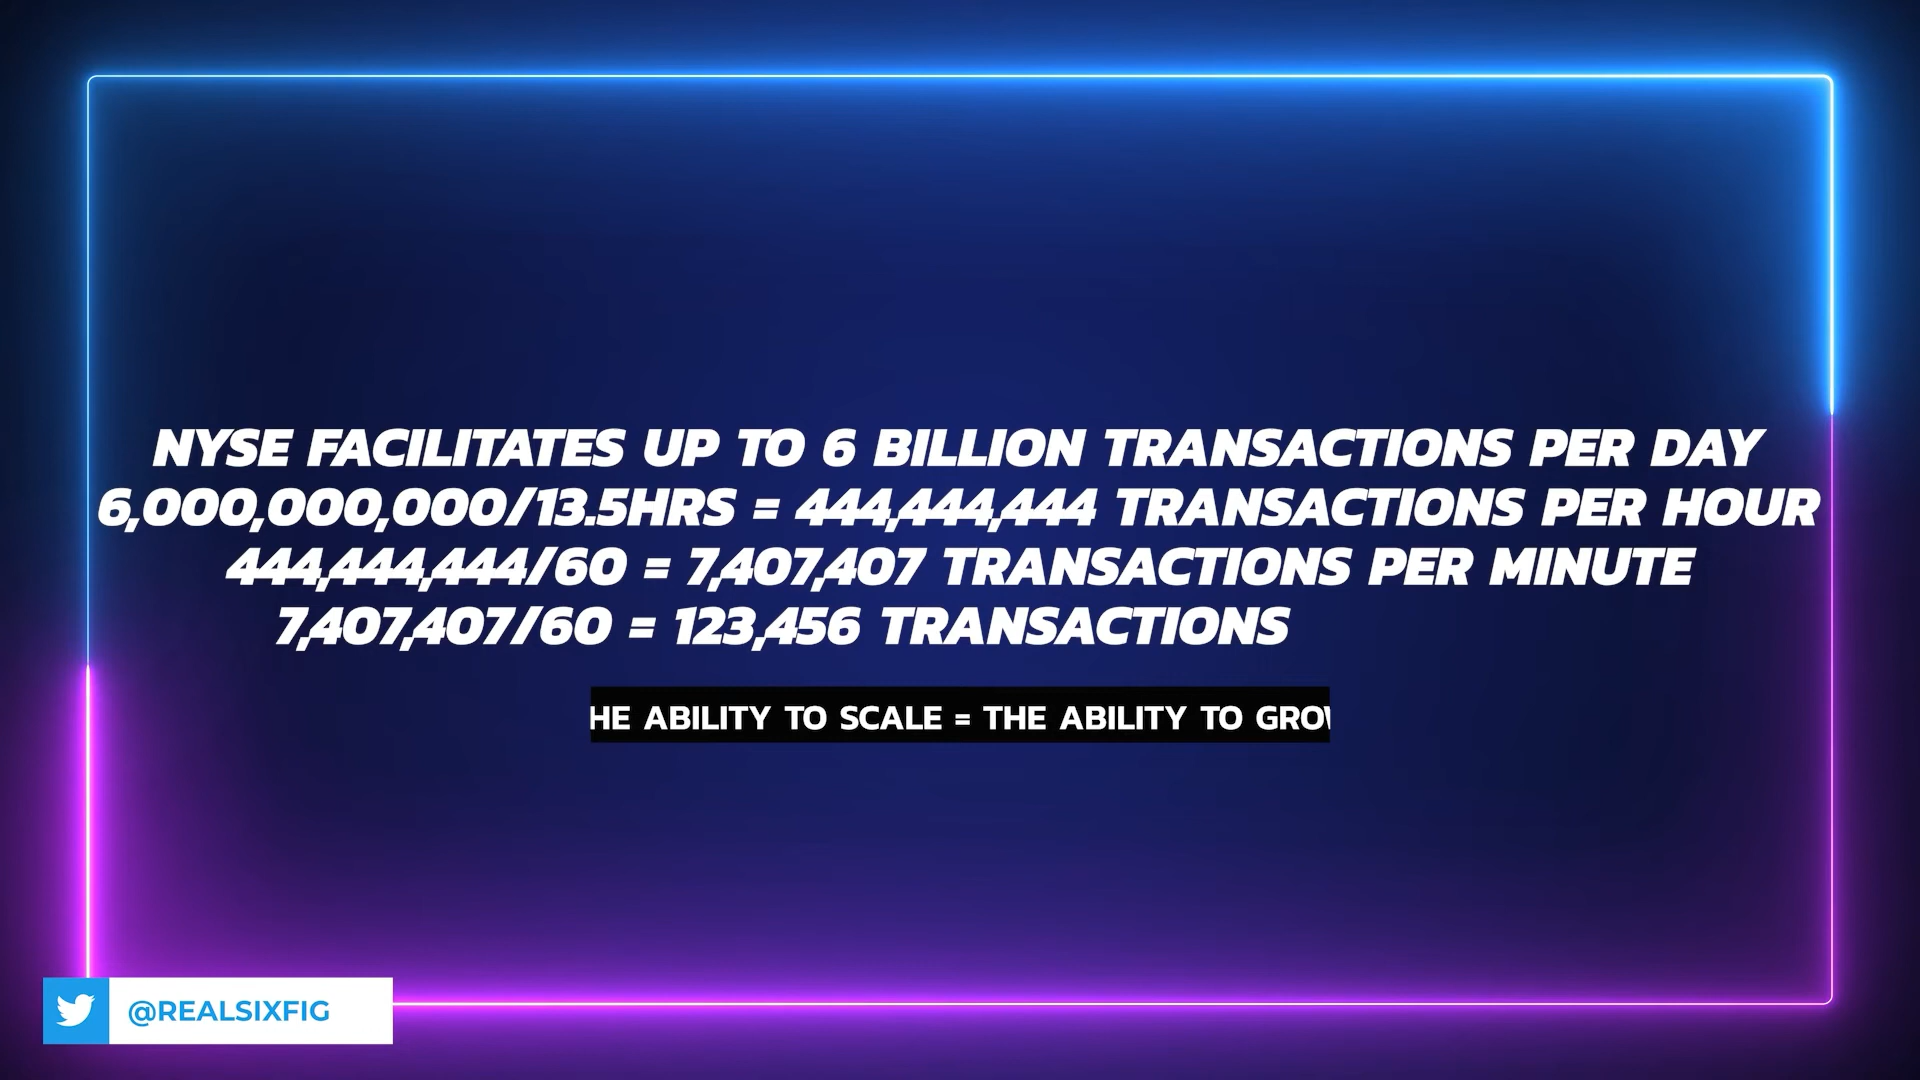 NYSE FACILITATES UP TO 6 BILLION TRANSACTIONS PER DAY
6,000,000,000/13.5HRS = 444,444,444 TRANSACTIONS PER HOUR
444,444,444/60 = 7,407,407 TRANSACTIONS PER MINUTE
7,407,407/60 = 123,456 TRANSACTIONS
HE ABILITY TO SCALE = THE ABILITY TO GRO
@REALSIXFIG